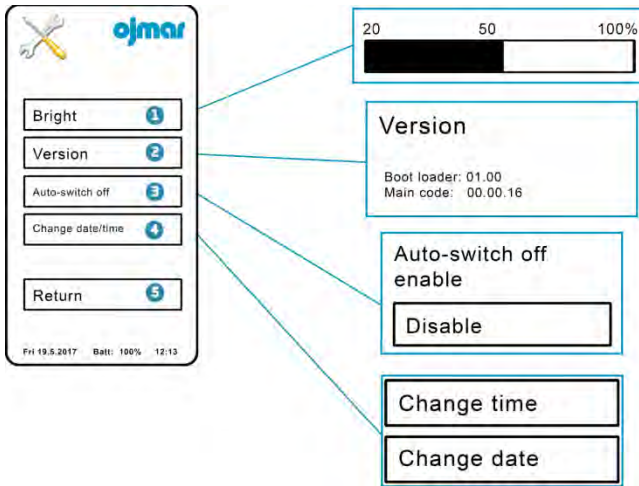 ojmar
Bright 1
Version 2
Auto-switch off 3
Change date/time 4
Return 5
Fri 19.5.2017 Batt: 100% 12:13
20 50 100%
Version
Boot loader: 01.00
Main code: 00.00.16
Auto-switch off
enable
Disable
Change time
Change date